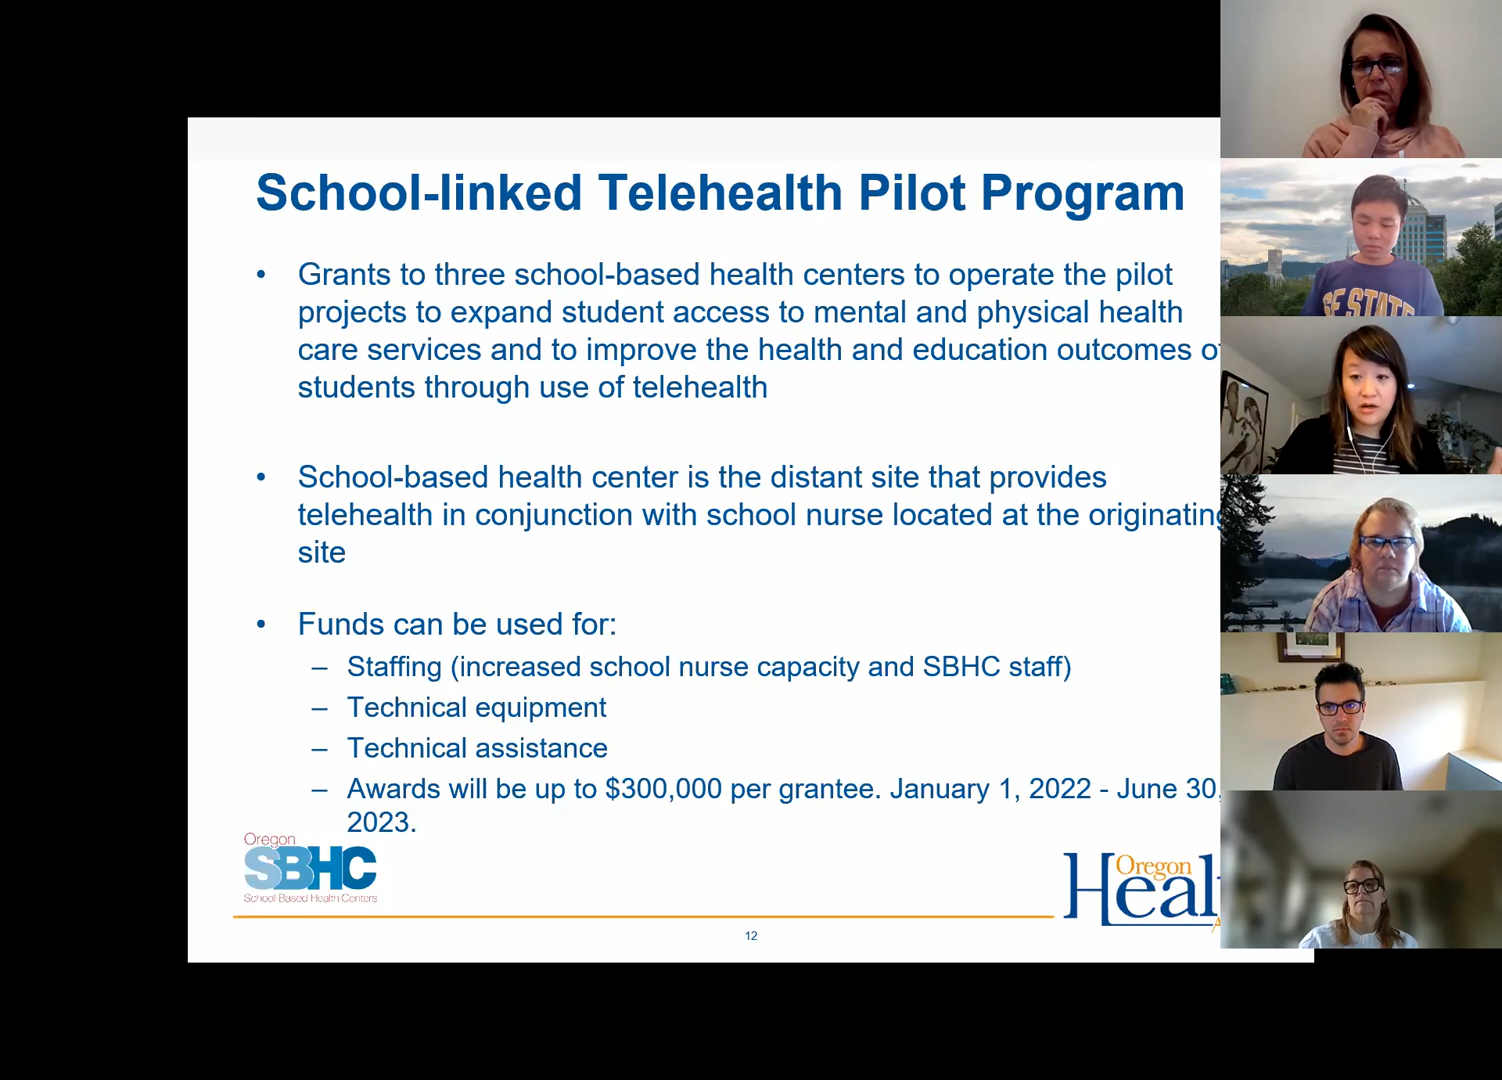 School-linked Telehealth Pilot Program
• Grants to three school-based health centers to operate the pilot
projects to expand student access to mental and physical health
care services and to improve the health and education outcomes o
students through use of telehealth
• School-based health center is the distant site that provides
telehealth in conjunction with school nurse located at the originating
site
• Funds can be used for:
– Staffing (increased school nurse capacity and SBHC staff)
– Technical equipment
– Technical assistance
– Awards will be up to $300,000 per grantee. January 1, 2022 - June 30,
2023.
Oregon
SBHC
School-Based Health Centers
Oregon
Heal
12
STATE